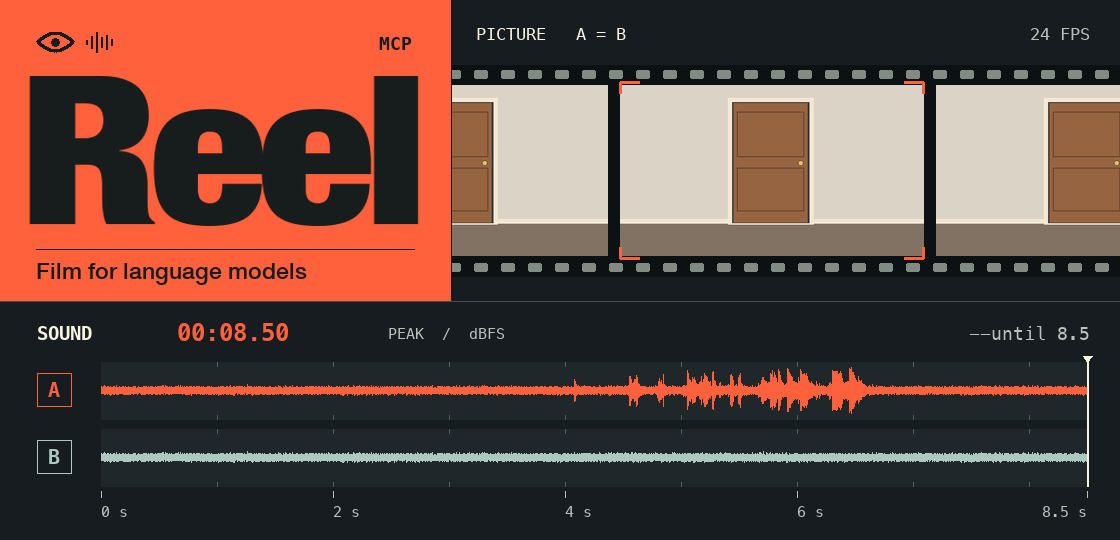 MCP
Reel
Film for language models
PICTURE A = B
24 FPS
SOUND
00:08.50
PEAK / dBFS
––until 8.5
A
B
0 s
2 s
4 s
6 s
8.5 s